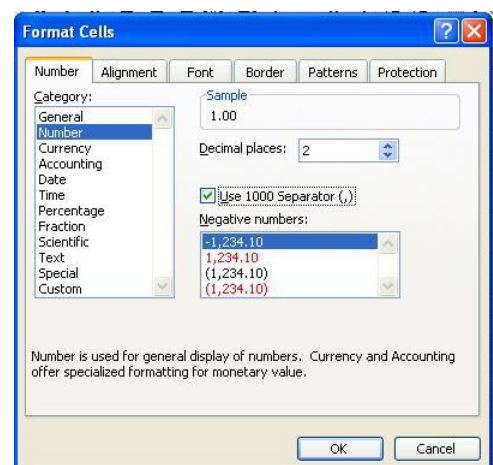 Format Cells
Number Alignment Font Border Patterns Protection
Category:
General
Number
Currency
Accounting
Date
Time
Percentage
Fraction
Scientific
Text
Special
Custom
Sample
1.00
Decimal places: 2
Use 1000 Separator (,)
Negative numbers:
-1,234.10
1,234.10
(1,234.10)
(1,234.10)
Number is used for general display of numbers. Currency and Accounting
offer specialized formatting for monetary value.
OK Cancel